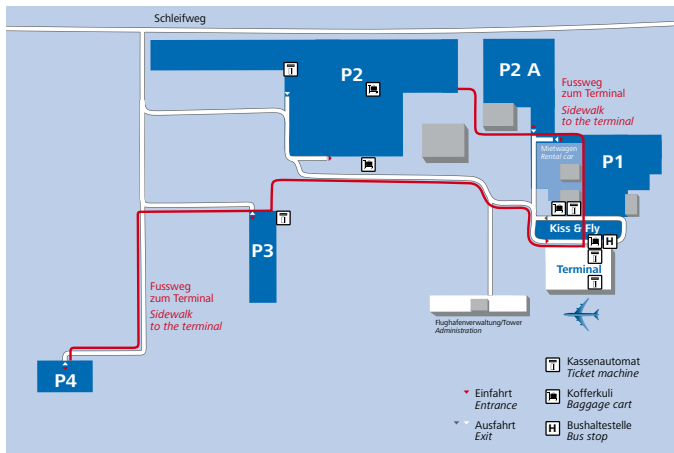 Schleifweg
P2
P2 A
Fussweg
zum Terminal
Sidewalk
to the terminal
Mietwagen
Rental car
P1
Kiss & Fly
H
Terminal
P3
Fussweg
zum Terminal
Sidewalk
to the terminal
Flughafenverwaltung/Tower
Administration
P4
Kassenautomat
Ticket machine
Einfahrt
Entrance
Kofferkuli
Baggage cart
Ausfahrt
Exit
H
Bushaltestelle
Bus stop